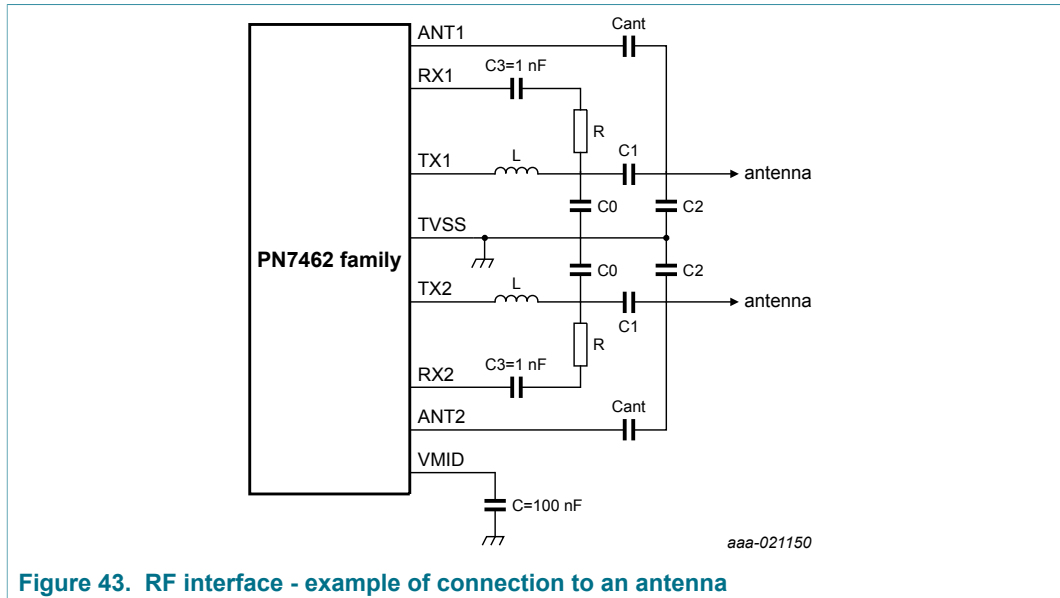 ANT1
Cant
RX1
C3=1 nF
R
TX1
L
C1
antenna
C0
C2
TVSS
PN7462 family
C0
C2
TX2
L
antenna
C1
R
RX2
C3=1 nF
ANT2
Cant
VMID
C=100 nF
aaa-021150
Figure 43. RF interface - example of connection to an antenna